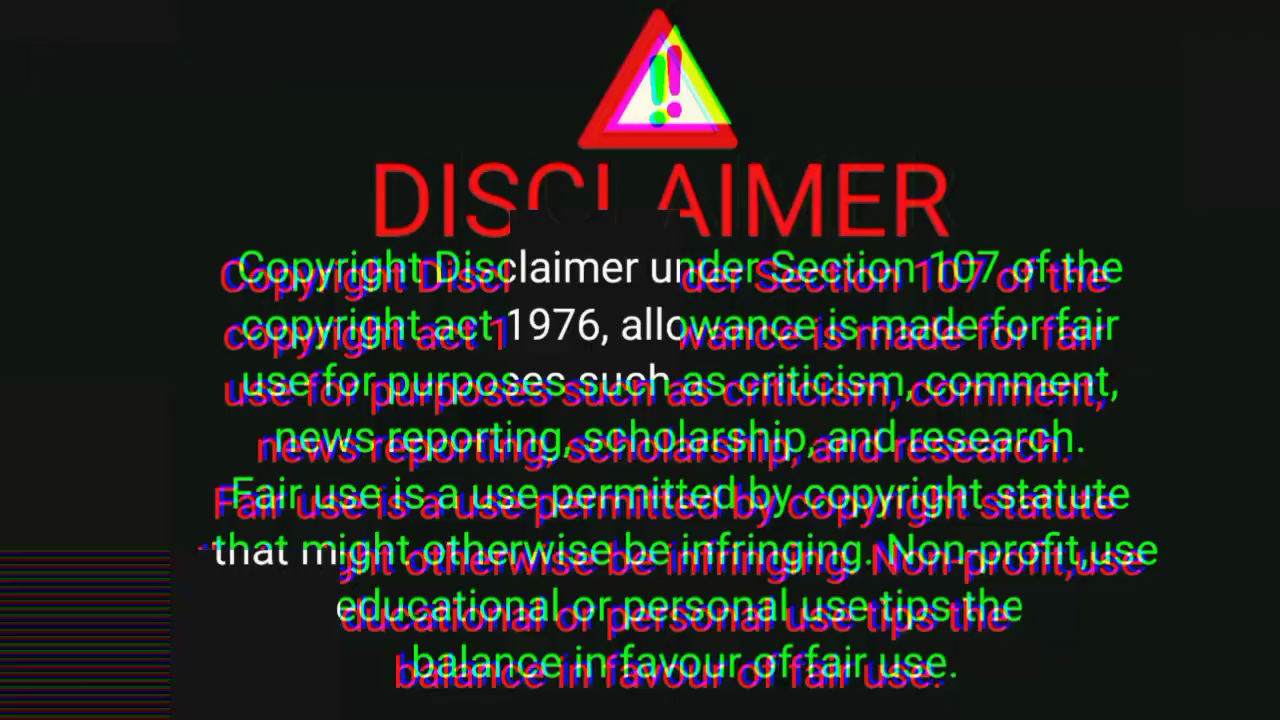 DISCLAIMER
Copyright Disclaimer under Section 107 of the
copyright act 1976, allowance is made for fair
use for purposes such as criticism, comment,
news reporting, scholarship, and research.
Fair use is a use permitted by copyright statute
that might otherwise be infringing. Non-profit,use
educational or personal use tips the
balance in favour of fair use.